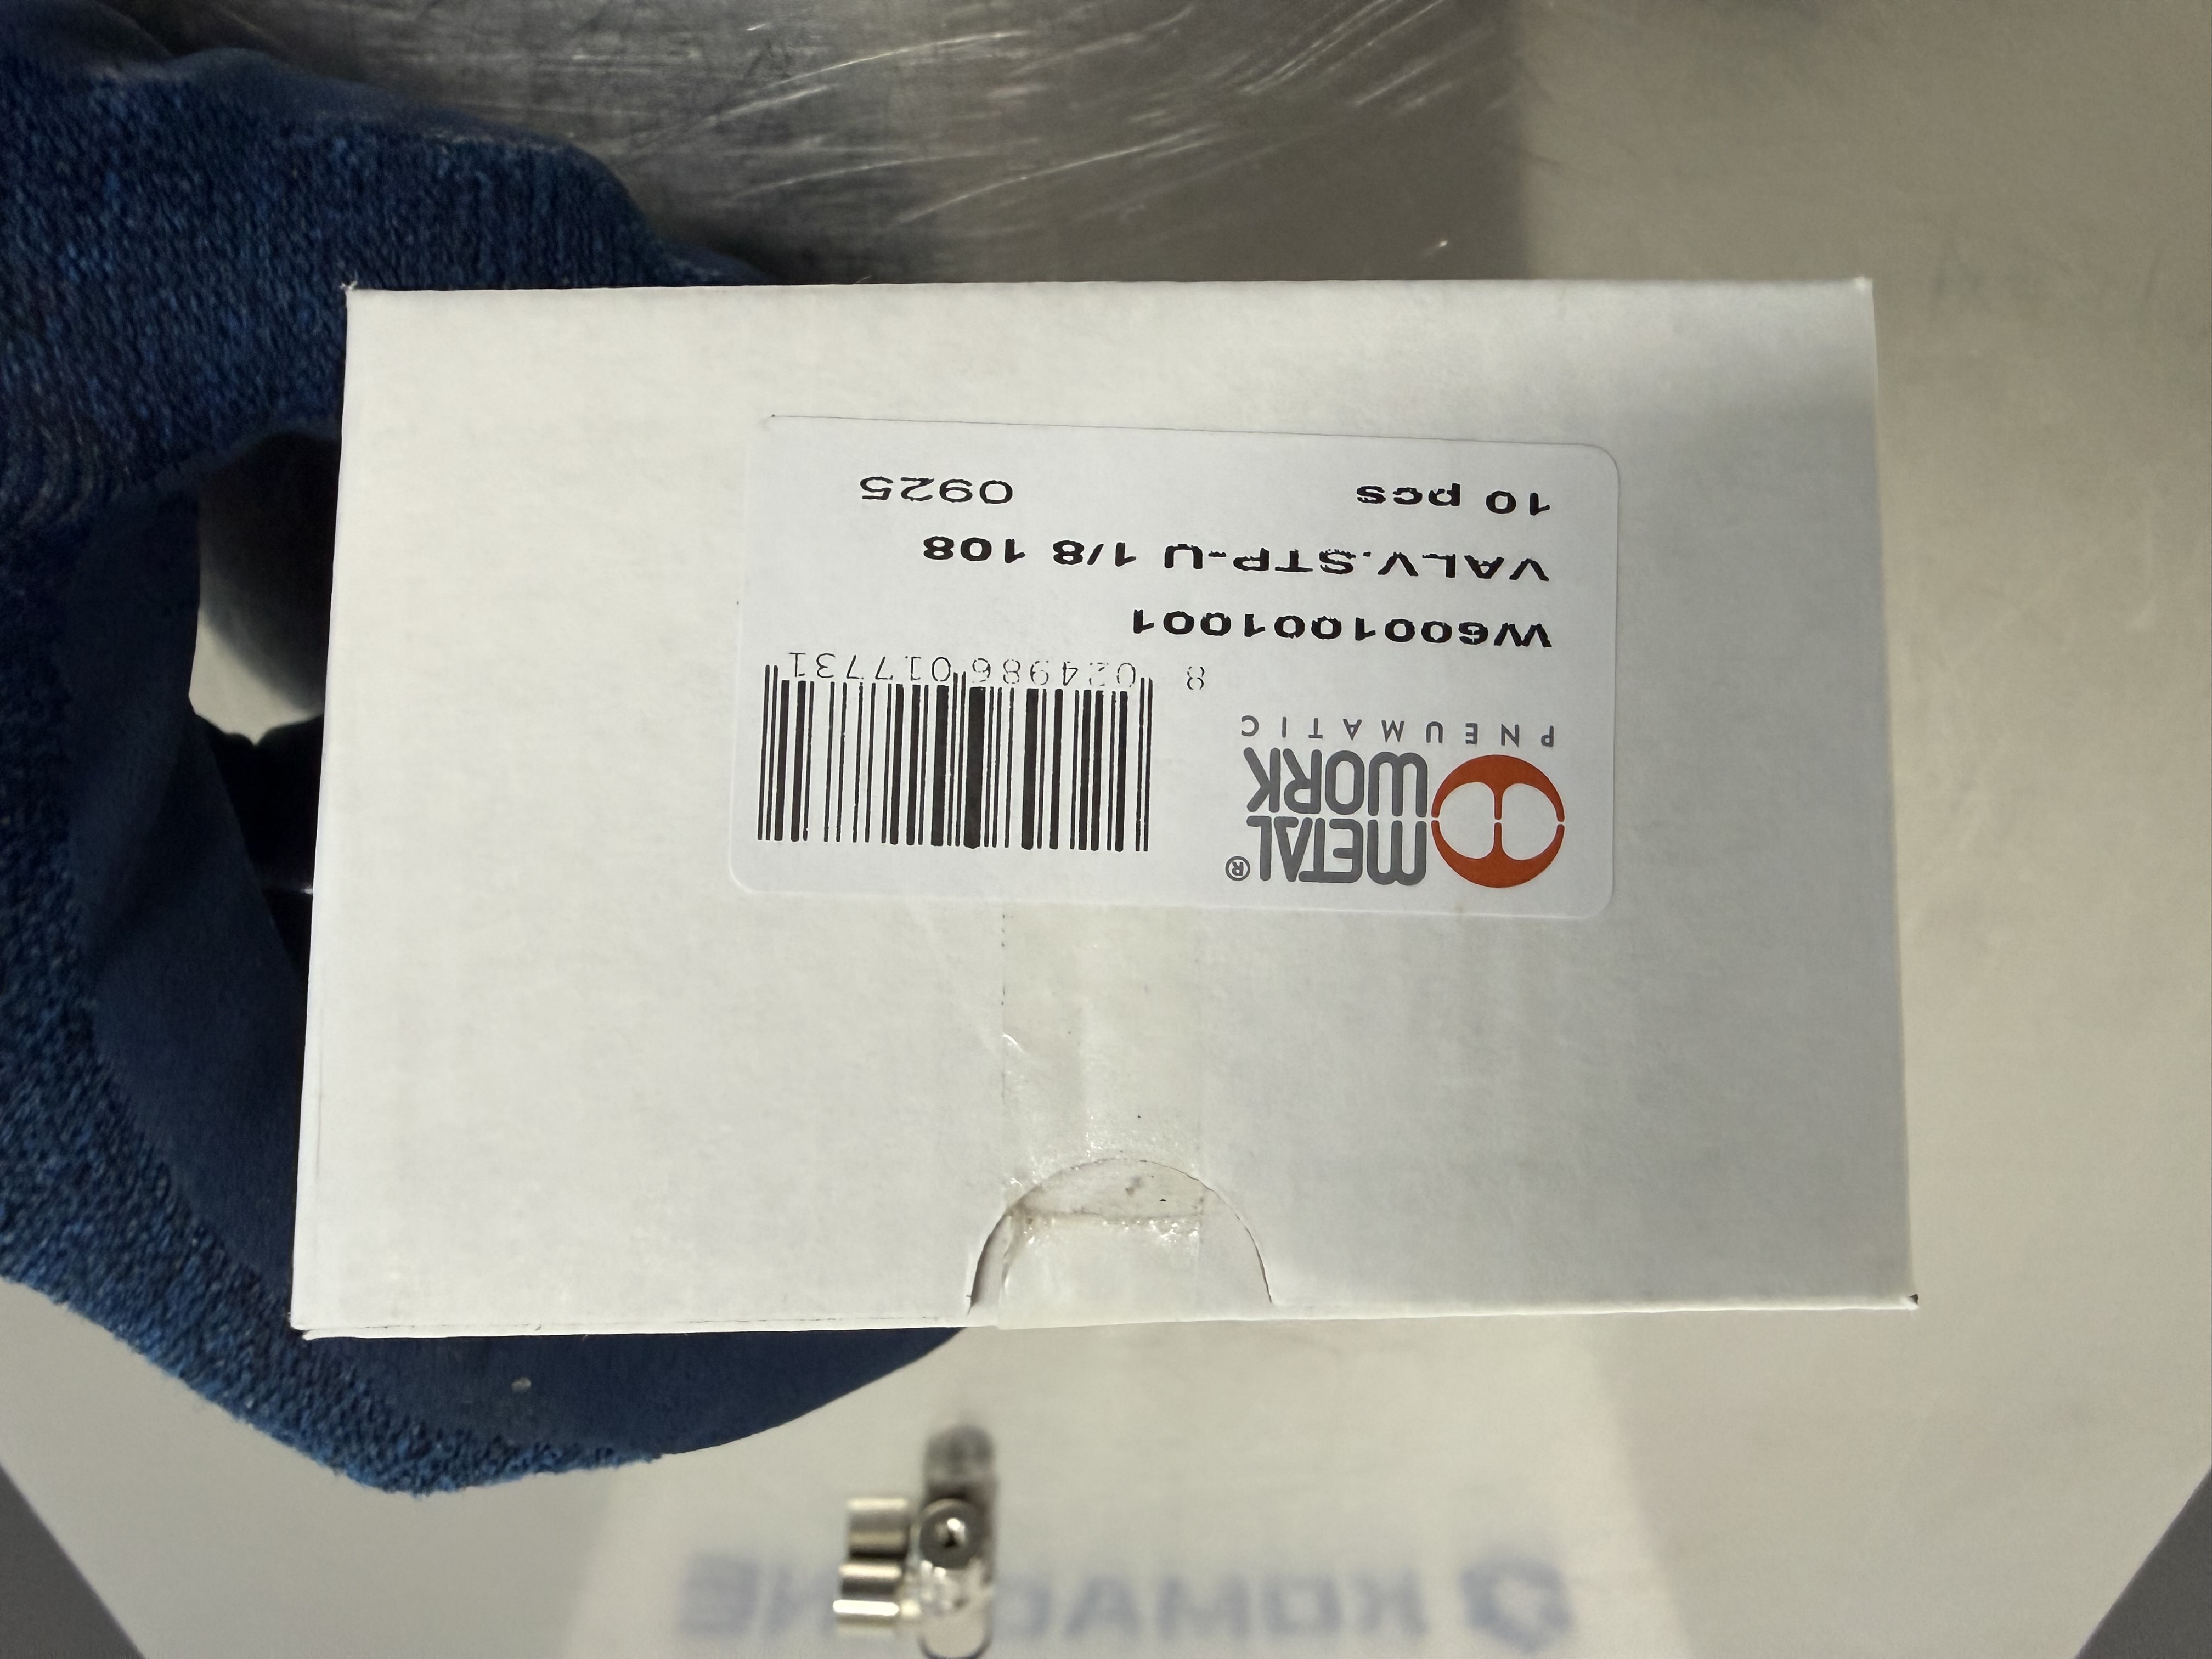 METAL®
WORK
PNEUMATIC
8 024986 017731
W6001001001
VALV.STP-U 1/8 108
10 pcs 0925